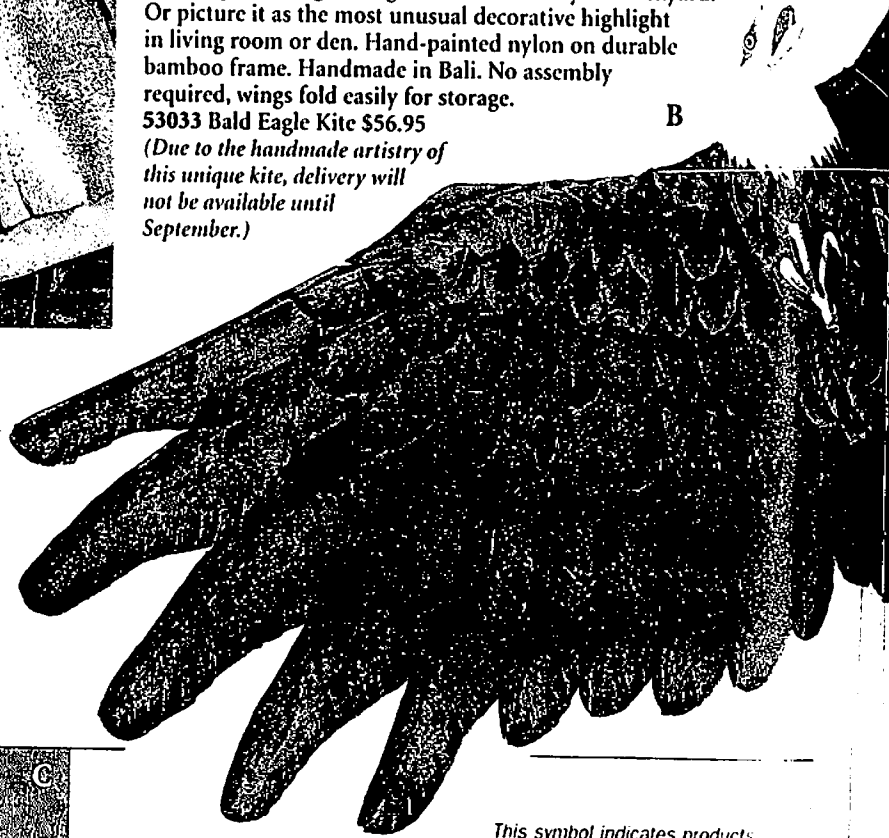 Or picture it as the most unusual decorative highlight
in living room or den. Hand-painted nylon on durable
bamboo frame. Handmade in Bali. No assembly
required, wings fold easily for storage.
53033 Bald Eagle Kite $56.95
(Due to the handmade artistry of
this unique kite, delivery will
not be available until
September.)
B
C
This symbol indicates products